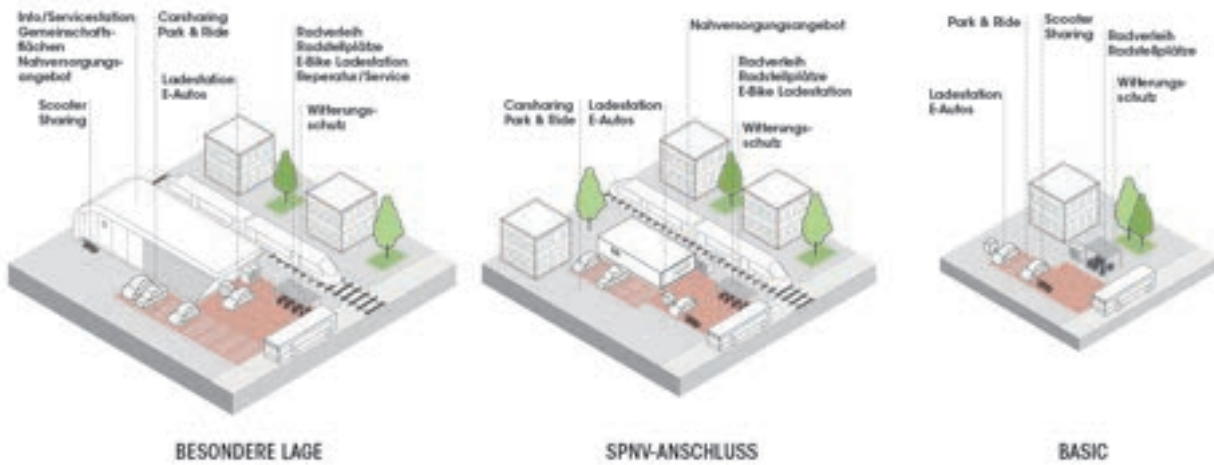 Info/Servicestation
Gemeinschafts-
flächen
Nahversorgungs-
angebot
Scooter
Sharing
Carsharing
Park & Ride
Ladestation
E-Autos
Radverleih
Radstellplätze
E-Bike Ladestation
Reperatur/Service
Witterungs-
schutz
BESONDERE LAGE
Nahversorgungsangebot
Carsharing
Park & Ride
Ladestation
E-Autos
Radverleih
Radstellplätze
E-Bike Ladestation
Witterungs-
schutz
SPNV-ANSCHLUSS
Park & Ride
Scooter
Sharing
Ladestation
E-Autos
Radverleih
Radstellplätze
Witterungs-
schutz
BASIC